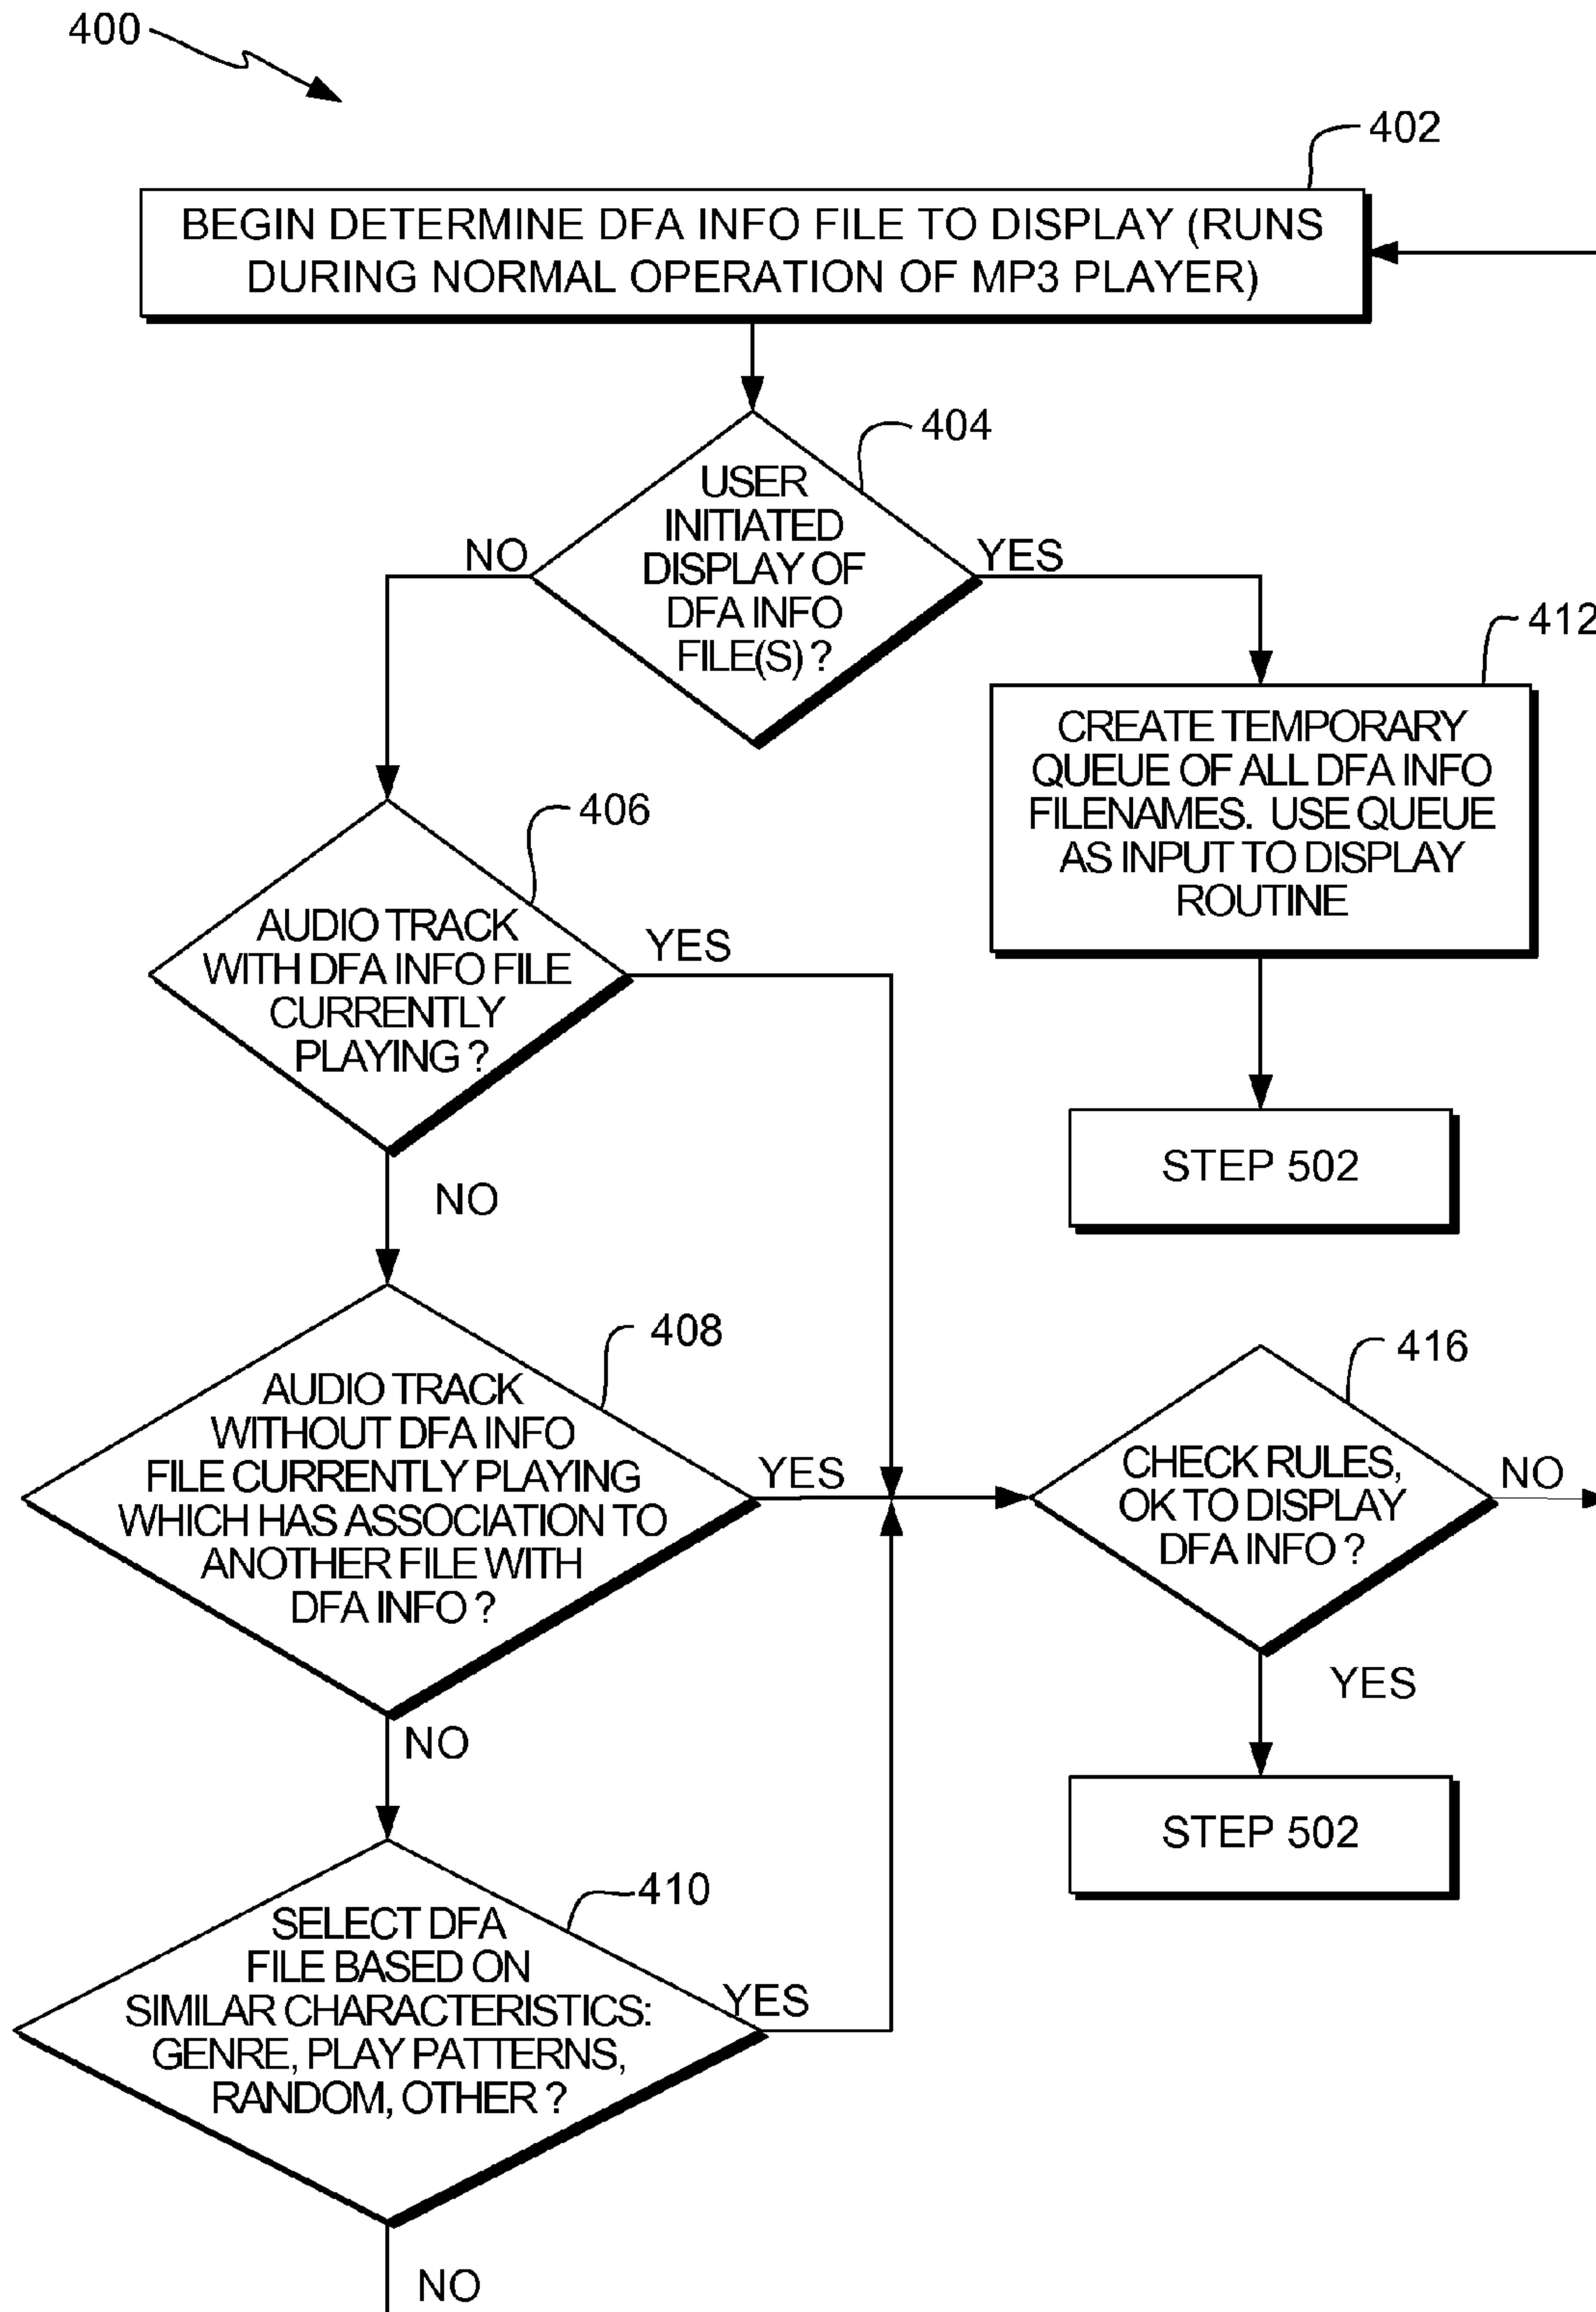 400
402
BEGIN DETERMINE DFA INFO FILE TO DISPLAY (RUNS
DURING NORMAL OPERATION OF MP3 PLAYER)
404
USER
INITIATED
DISPLAY OF
DFA INFO
FILE(S) ?
NO
YES
412
CREATE TEMPORARY
QUEUE OF ALL DFA INFO
FILENAMES. USE QUEUE
AS INPUT TO DISPLAY
ROUTINE
406
AUDIO TRACK
WITH DFA INFO FILE
CURRENTLY
PLAYING ?
YES
NO
STEP 502
408
AUDIO TRACK
WITHOUT DFA INFO
FILE CURRENTLY PLAYING
WHICH HAS ASSOCIATION TO
ANOTHER FILE WITH
DFA INFO ?
YES
NO
416
CHECK RULES,
OK TO DISPLAY
DFA INFO ?
NO
YES
STEP 502
410
SELECT DFA
FILE BASED ON
SIMILAR CHARACTERISTICS:
GENRE, PLAY PATTERNS,
RANDOM, OTHER ?
YES
NO